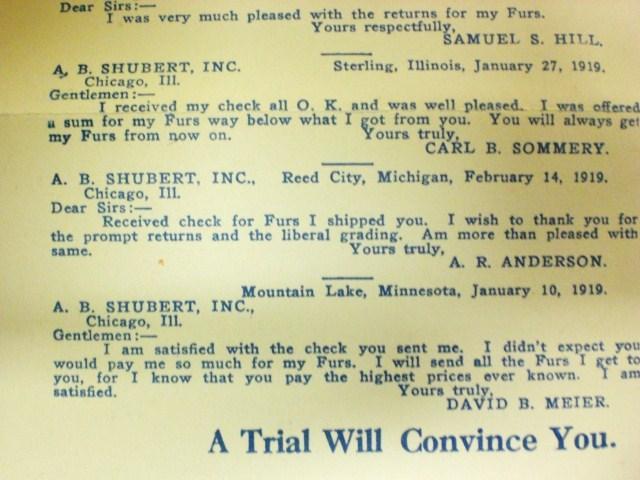 Dear Sirs:—
I was very much pleased with the returns for my Furs.
Yours respectfully,
SAMUEL S. HILL.
A. B. SHUBERT, INC. Sterling, Illinois, January 27, 1919.
Chicago, Ill.
Gentlemen:—
I received my check all O. K. and was well pleased. I was offered
a sum for my Furs way below what I got from you. You will always get
my Furs from now on. Yours truly,
CARL B. SOMMERY.
A. B. SHUBERT, INC., Reed City, Michigan, February 14, 1919.
Chicago, Ill.
Dear Sirs:—
Received check for Furs I shipped you. I wish to thank you for
the prompt returns and the liberal grading. Am more than pleased with
same. Yours truly,
A. R. ANDERSON.
Mountain Lake, Minnesota, January 10, 1919.
A. B. SHUBERT, INC.,
Chicago, Ill.
Gentlemen:—
I am satisfied with the check you sent me. I didn't expect you
would pay me so much for my Furs. I will send all the Furs I get to
you, for I know that you pay the highest prices ever known. I am
satisfied. Yours truly,
DAVID B. MEIER.
A Trial Will Convince You.